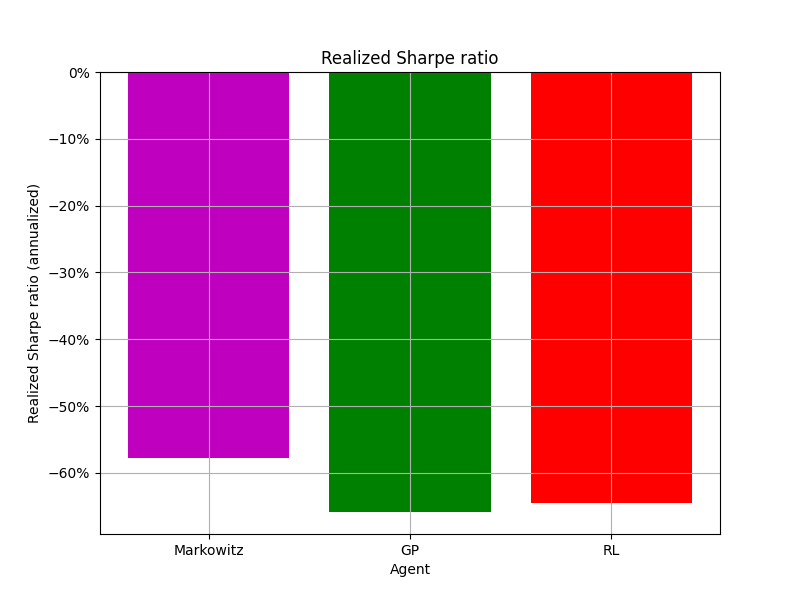 Realized Sharpe ratio
Realized Sharpe ratio (annualized)
0%
−10%
−20%
−30%
−40%
−50%
−60%
Markowitz
GP
RL
Agent